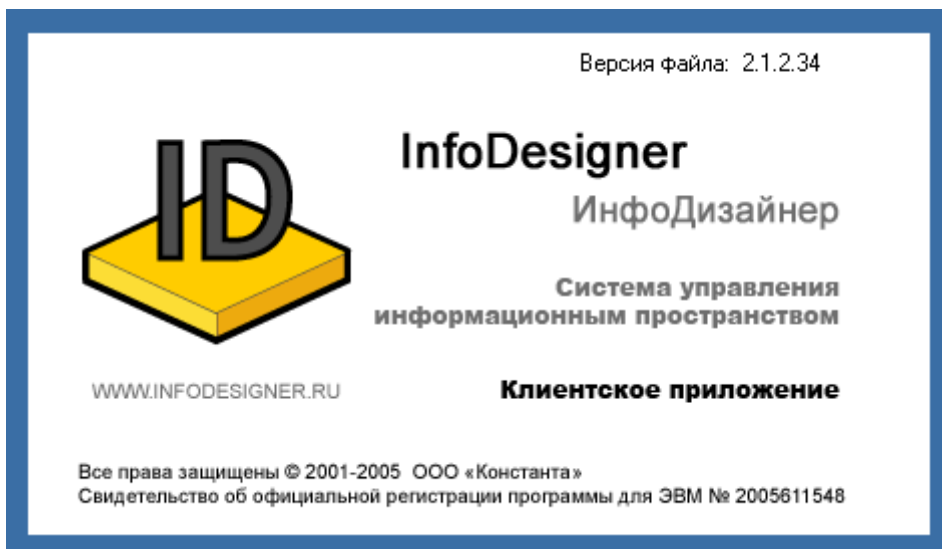 Версия файла: 2.1.2.34
ID
InfoDesigner
ИнфоДизайнер
Система управления
информационным пространством
WWW.INFODESIGNER.RU
Клиентское приложение
Все права защищены © 2001-2005 ООО «Константа»
Свидетельство об официальной регистрации программы для ЭВМ № 2005611548